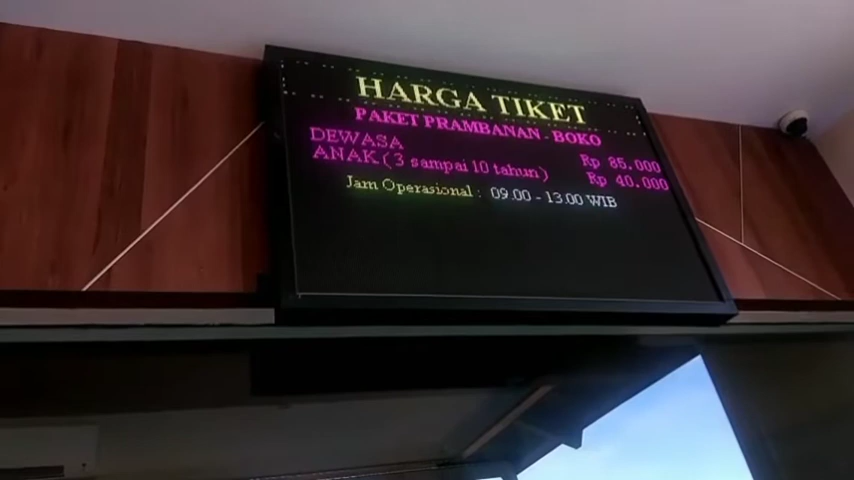 HARGA TIKET
PAKET PRAMBANAN - BOKO
DEWASA Rp 85.000
ANAK (3 sampai 10 tahun) Rp 40.000
Jam Operasional : 09.00 - 13.00 WIB